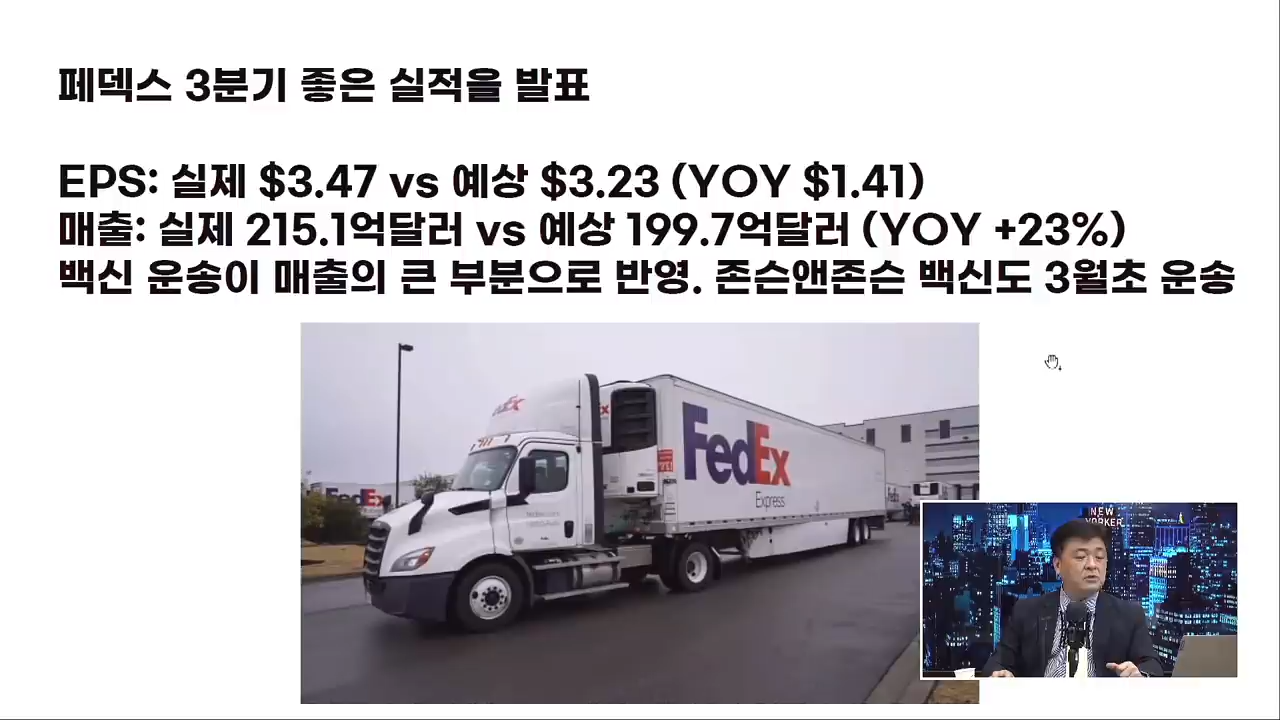 페덱스 3분기 좋은 실적을 발표
EPS: 실제 $3.47 vs 예상 $3.23 (YOY $1.41)
매출: 실제 215.1억달러 vs 예상 199.7억달러 (YOY +23%)
백신 운송이 매출의 큰 부분으로 반영. 존슨앤존슨 백신도 3월초 운송
FedEx
FedEx
Express
FedEx
NEW
YORKER